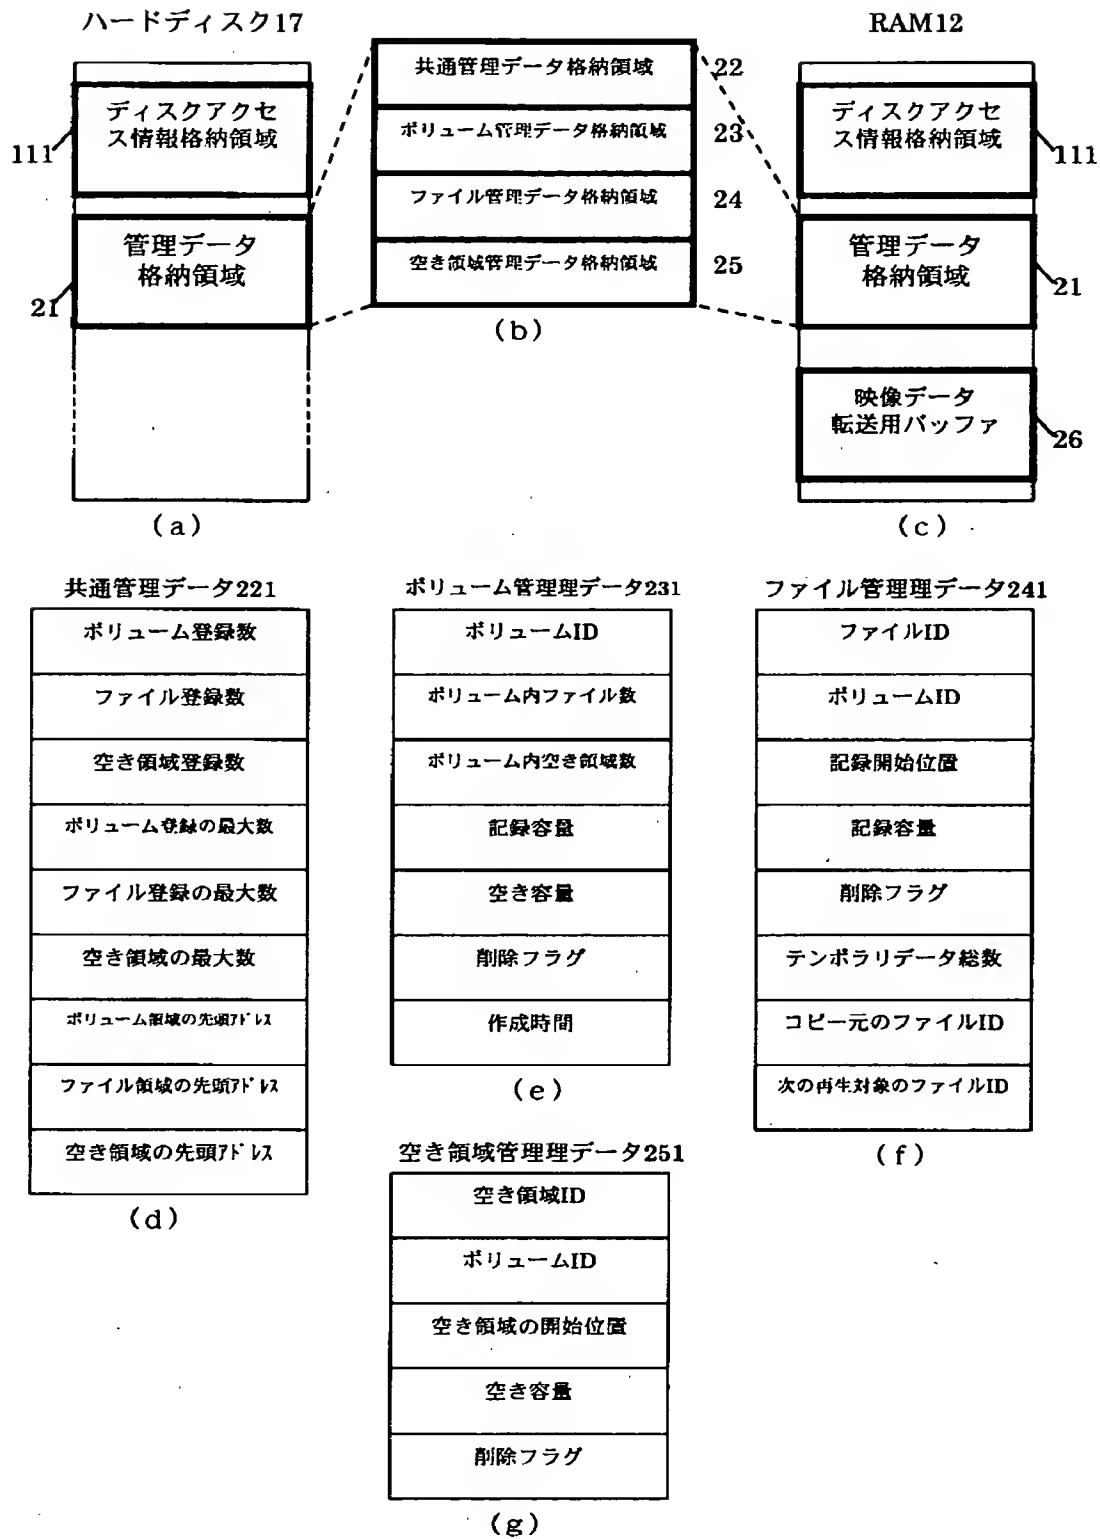 ハードディスク17
ディスクアクセ
ス情報格納領域
111
管理データ
格納領域
21
(a)
共通管理データ格納領域
22
ボリューム管理データ格納領域
23
ファイル管理データ格納領域
24
空き領域管理データ格納領域
25
(b)
RAM12
ディスクアクセ
ス情報格納領域
111
管理データ
格納領域
21
映像データ
転送用バッファ
26
(c)
共通管理データ221
ボリューム登録数
ファイル登録数
空き領域登録数
ボリューム登録の最大数
ファイル登録の最大数
空き領域の最大数
ボリューム領域の先頭ｱﾄﾞﾚｽ
ファイル領域の先頭ｱﾄﾞﾚｽ
空き領域の先頭ｱﾄﾞﾚｽ
(d)
ボリューム管理理データ231
ボリュームID
ボリューム内ファイル数
ボリューム内空き領域数
記録容量
空き容量
削除フラグ
作成時間
(e)
ファイル管理理データ241
ファイルID
ボリュームID
記録開始位置
記録容量
削除フラグ
テンポラリデータ総数
コピー元のファイルID
次の再生対象のファイルID
(f)
空き領域管理理データ251
空き領域ID
ボリュームID
空き領域の開始位置
空き容量
削除フラグ
(g)